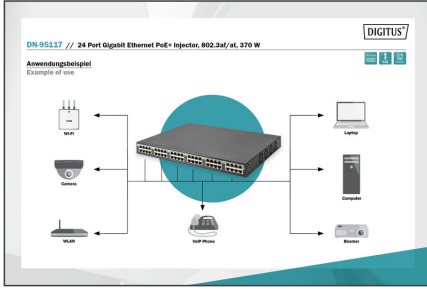 DIGITUS®
DN-95117 // 24 Port Gigabit Ethernet PoE+ Injector, 802.3af/at, 370 W
Anwendungsbeispiel
Example of use
Wi-Fi
Laptop
Camera
Computer
WLAN
VoIP Phone
Beamer